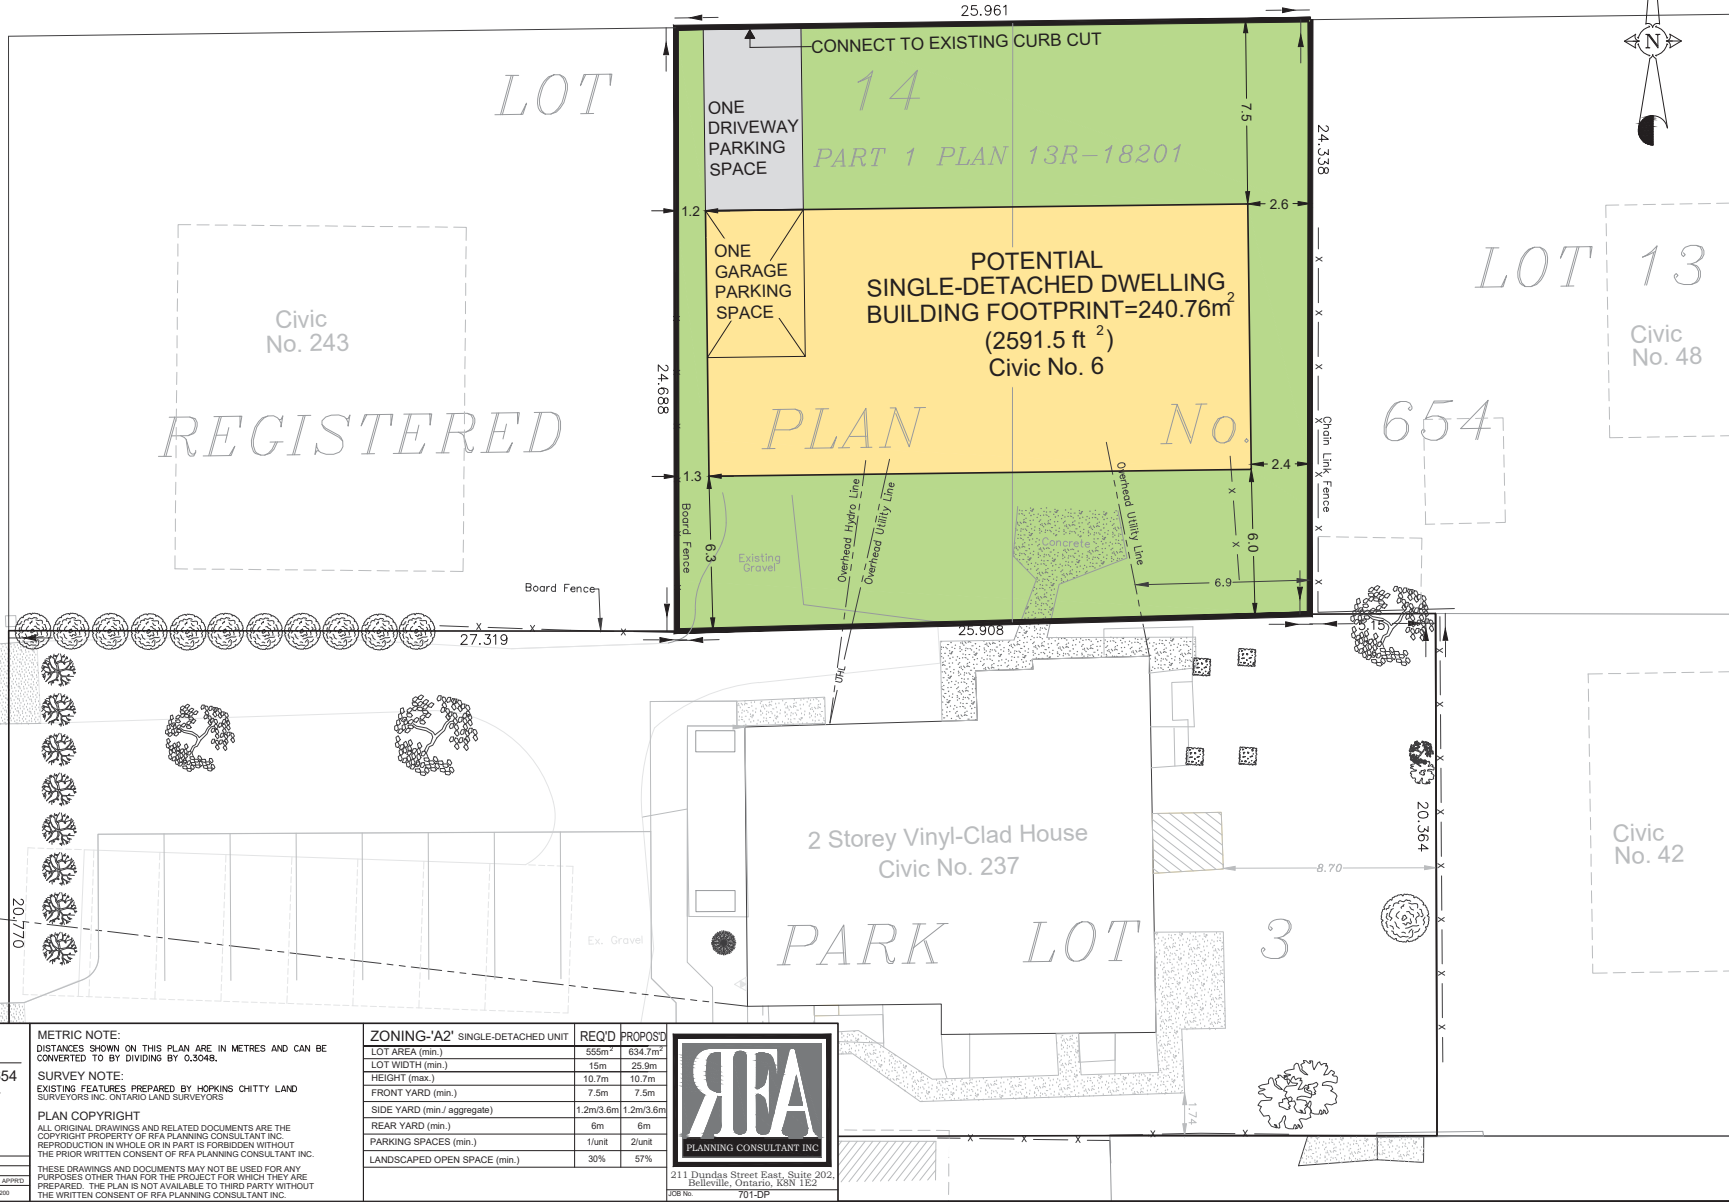 25.961
CONNECT TO EXISTING CURB CUT
N
LOT
14
ONE
DRIVEWAY
PARKING
SPACE
PART 1 PLAN 13R-18201
7.5
24.338
1.2
2.6
ONE
GARAGE
PARKING
SPACE
POTENTIAL
SINGLE-DETACHED DWELLING
BUILDING FOOTPRINT=240.76m2
(2591.5 ft 2)
Civic No. 6
LOT 13
Civic
No. 243
Civic
No. 48
24.688
REGISTERED
PLAN
No.
654
Chain Link Fence
1.3
2.4
Board Fence
6.3
Existing
Gravel
Overhead Hydro Line
Overhead Utility Line
Concrete
Overhead Utility Line
6.0
6.9
Board Fence
27.319
25.908
5.15
UHL
2 Storey Vinyl-Clad House
Civic No. 237
20.364
Civic
No. 42
8.70
20.770
Ex. Gravel
PARK LOT 3
1.74
54
APPR'D
200
METRIC NOTE:
DISTANCES SHOWN ON THIS PLAN ARE IN METRES AND CAN BE
CONVERTED TO BY DIVIDING BY 0.3048.
SURVEY NOTE:
EXISTING FEATURES PREPARED BY HOPKINS CHITTY LAND
SURVEYORS INC. ONTARIO LAND SURVEYORS
PLAN COPYRIGHT
ALL ORIGINAL DRAWINGS AND RELATED DOCUMENTS ARE THE
COPYRIGHT PROPERTY OF RFA PLANNING CONSULTANT INC.
REPRODUCTION IN WHOLE OR IN PART IS FORBIDDEN WITHOUT
THE PRIOR WRITTEN CONSENT OF RFA PLANNING CONSULTANT INC.
THESE DRAWINGS AND DOCUMENTS MAY NOT BE USED FOR ANY
PURPOSES OTHER THAN FOR THE PROJECT FOR WHICH THEY ARE
PREPARED. THE PLAN IS NOT AVAILABLE TO THIRD PARTY WITHOUT
THE WRITTEN CONSENT OF RFA PLANNING CONSULTANT INC.
ZONING-'A2' SINGLE-DETACHED UNIT REQ'D PROPOS'D
LOT AREA (min.) 555m2 634.7m2
LOT WIDTH (min.) 15m 25.9m
HEIGHT (max.) 10.7m 10.7m
FRONT YARD (min.) 7.5m 7.5m
SIDE YARD (min./ aggregate) 1.2m/3.6m 1.2m/3.6m
REAR YARD (min.) 6m 6m
PARKING SPACES (min.) 1/unit 2/unit
LANDSCAPED OPEN SPACE (min.) 30% 57%
RFA
PLANNING CONSULTANT INC
211 Dundas Street East, Suite 202,
Belleville, Ontario, K8N 1E2
JOB No. 701-DP